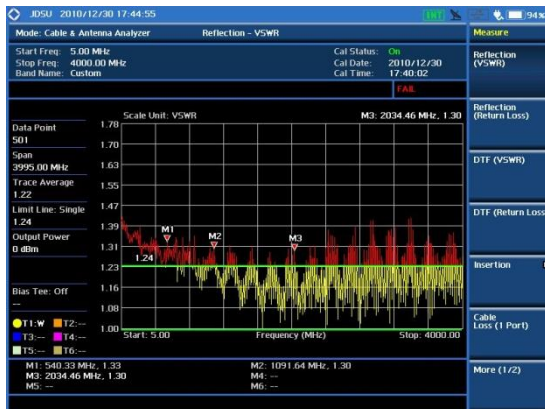 JDSU 2010/12/30 17:44:55
INT
94%
Mode: Cable & Antenna Analyzer Reflection - VSWR
Start Freq: 5.00 MHz
Stop Freq: 4000.00 MHz
Band Name: Custom
Cal Status: On
Cal Date: 2010/12/30
Cal Time: 17:40:02
FAIL
Data Point
501
Span
3995.00 MHz
Trace Average
1.22
Limit Line: Single
1.24
Output Power
0 dBm
Bias Tee: Off
--
T1:W T2:--
T3:-- T4:--
T5:-- T6:--
Scale Unit: VSWR M3: 2034.46 MHz, 1.30
1.78
1.70
1.63
1.55
1.47
1.39
1.31
1.23
1.16
1.08
1.00
M1
M2
M3
1.24
Start: 5.00 Frequency (MHz) Stop: 4000.00
M1: 540.33 MHz, 1.33 M2: 1091.64 MHz, 1.30
M3: 2034.46 MHz, 1.30 M4: --
M5: -- M6: --
Measure
Reflection
(VSWR)
Reflection
(Return Loss)
DTF (VSWR)
DTF (Return Loss
Insertion
Cable
Loss (1 Port)
More (1/2)